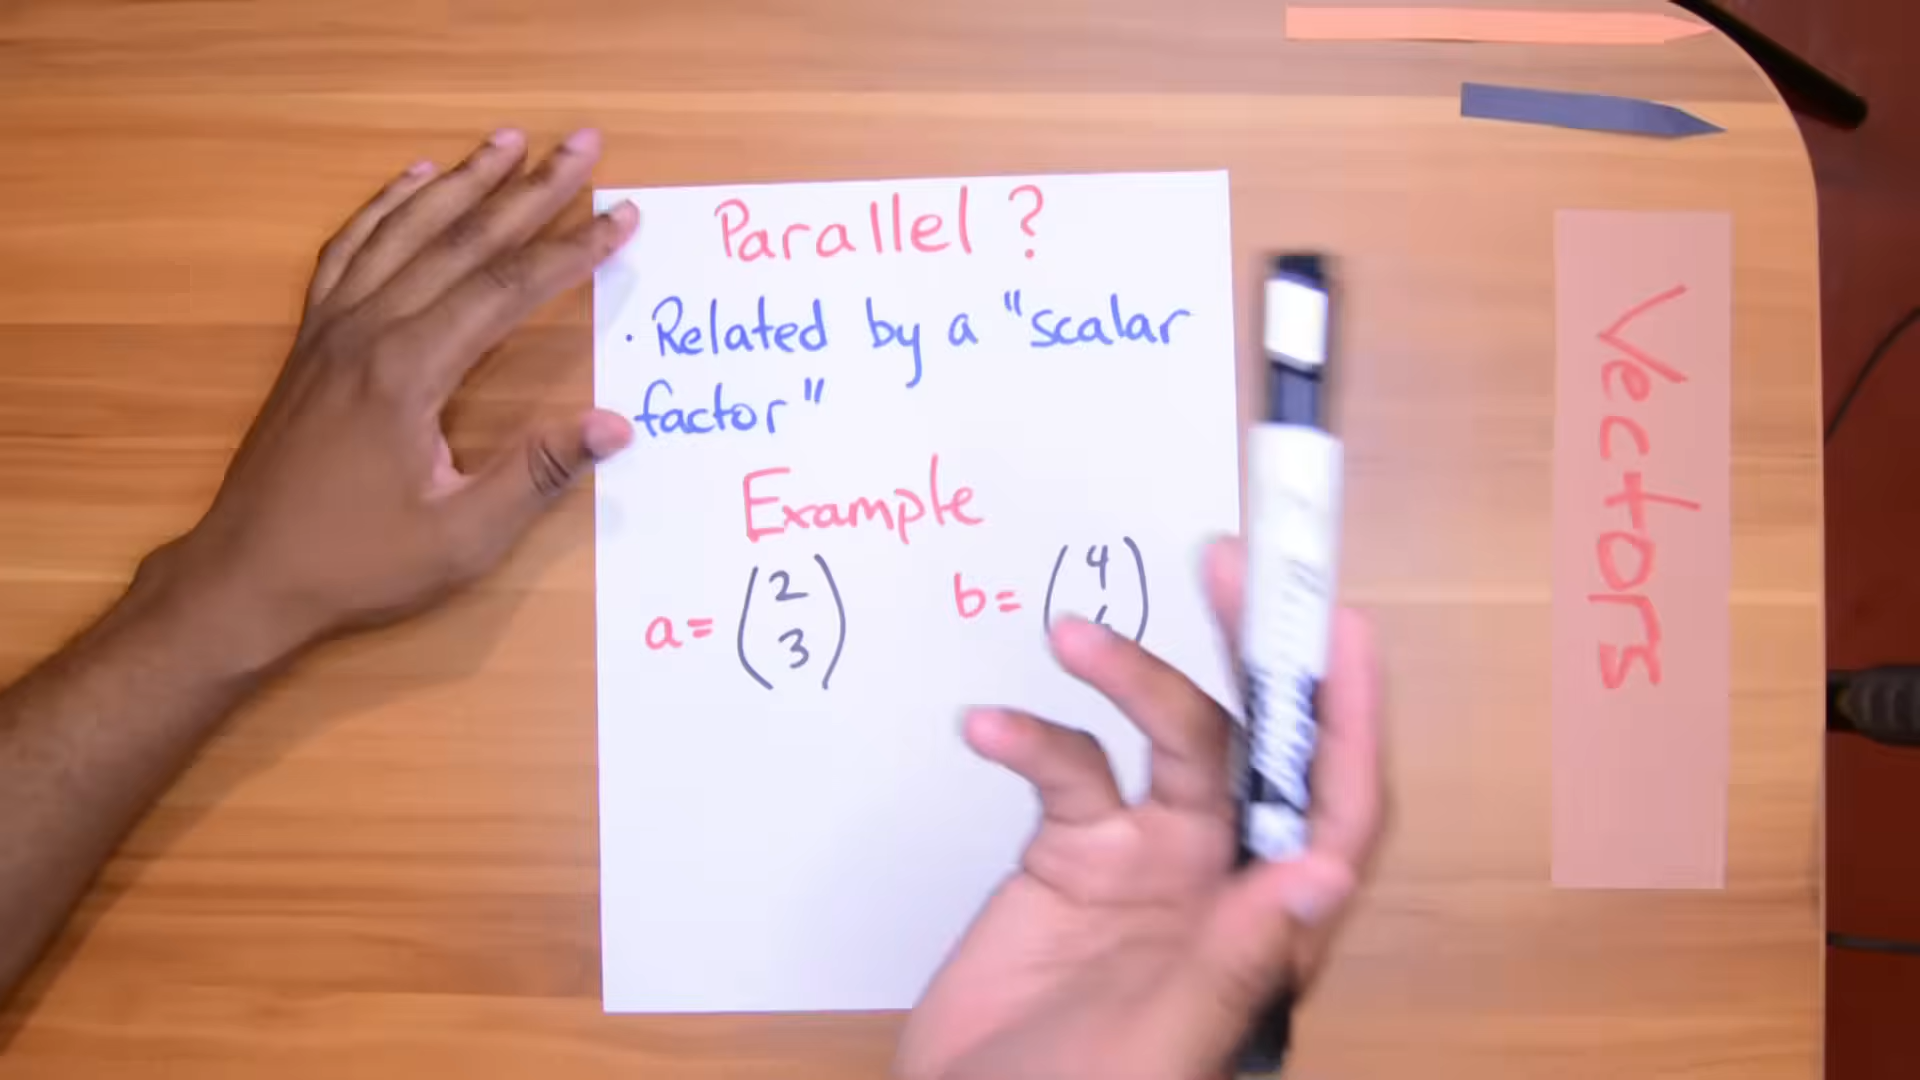 Parallel ?
· Related by a "scalar
factor"
Example
a= (2
3)
b= (4
Vectors